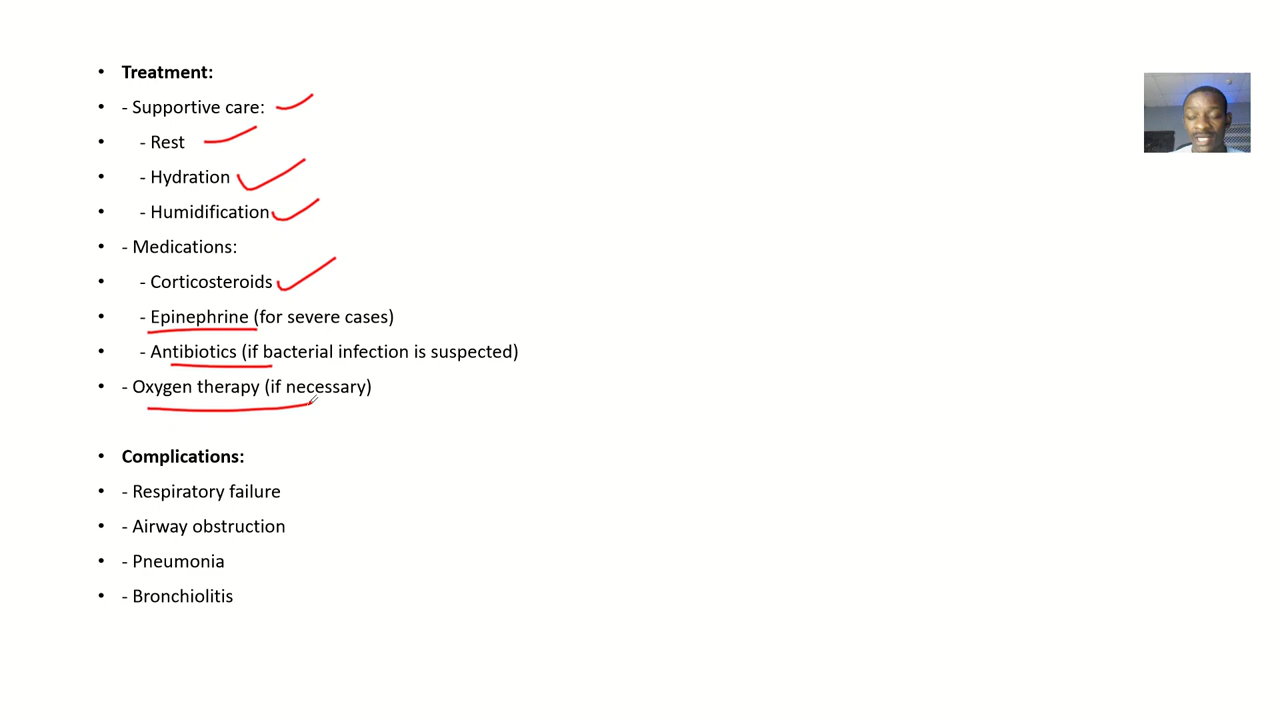 • Treatment:
• - Supportive care:
• - Rest
• - Hydration
• - Humidification
• - Medications:
• - Corticosteroids
• - Epinephrine (for severe cases)
• - Antibiotics (if bacterial infection is suspected)
• - Oxygen therapy (if necessary)
• Complications:
• - Respiratory failure
• - Airway obstruction
• - Pneumonia
• - Bronchiolitis